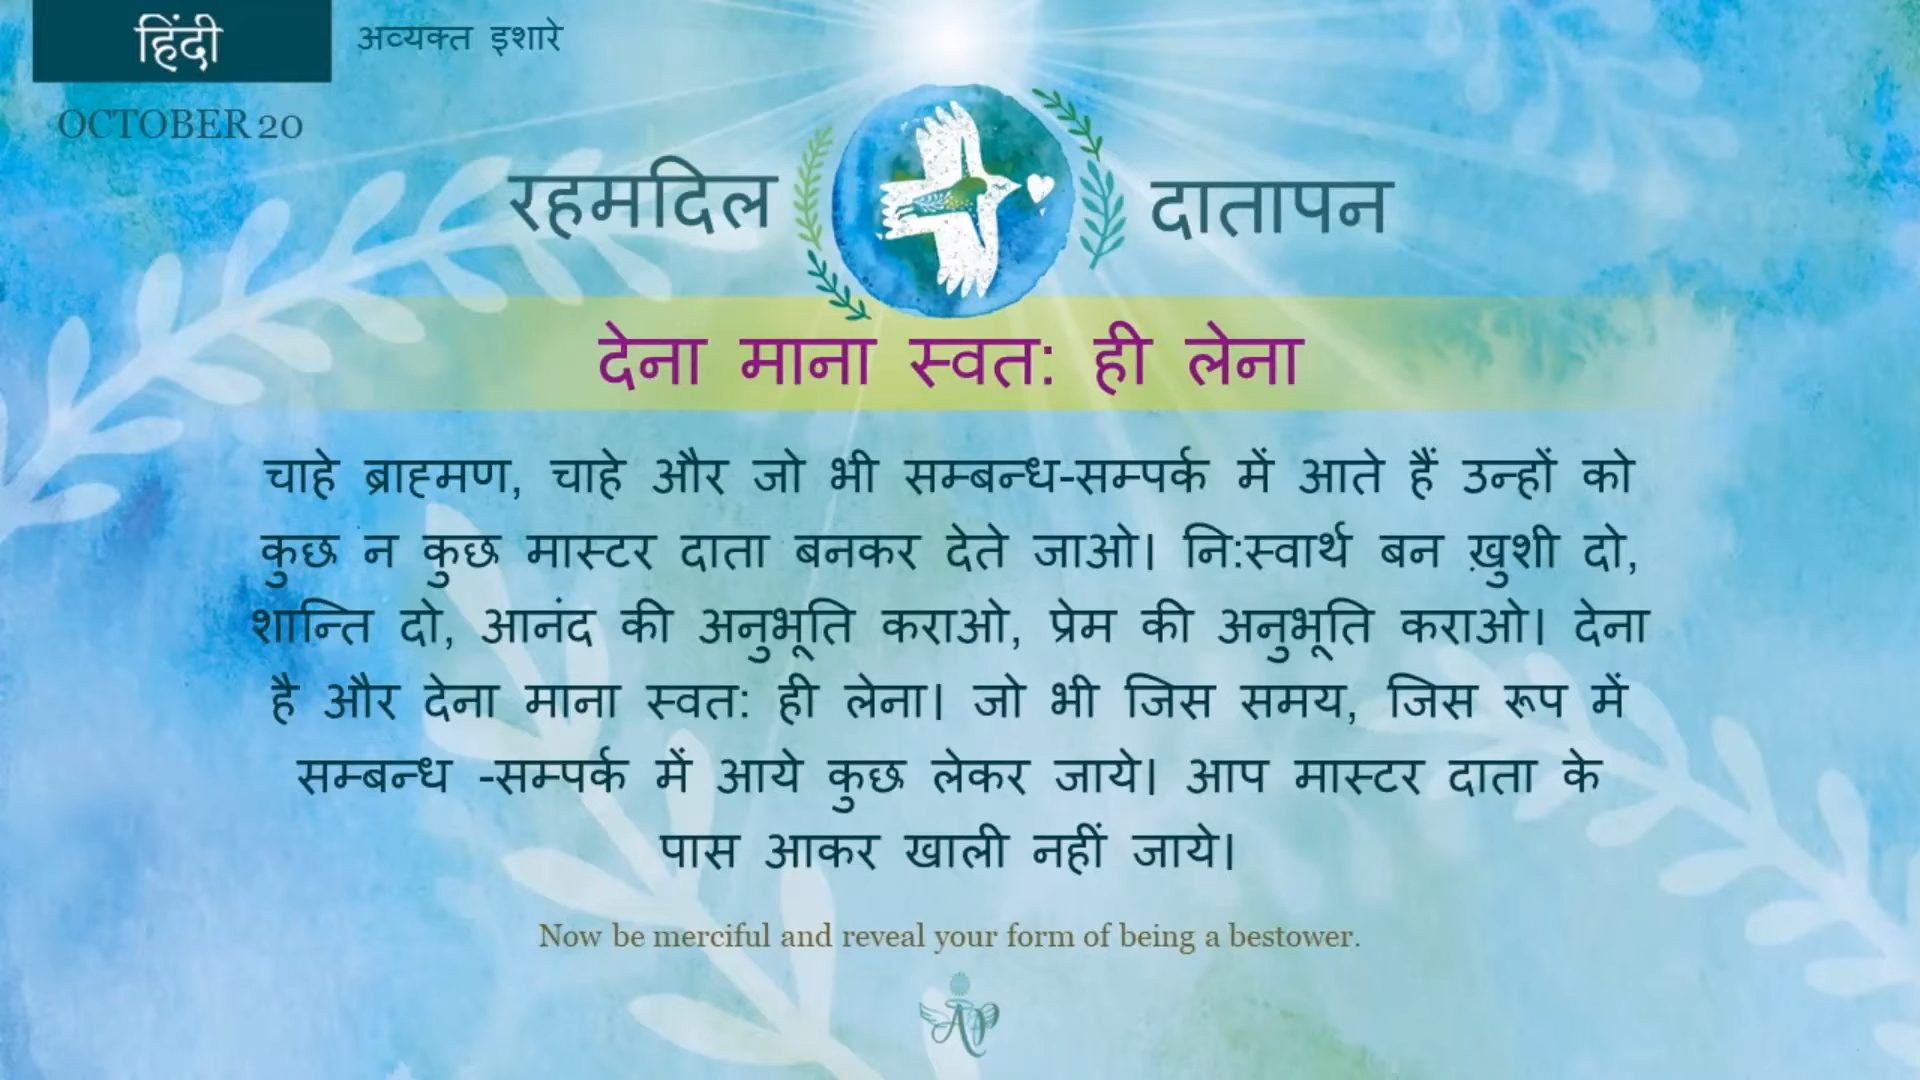 हिंदी
अव्यक्त इशारे
OCTOBER 20
रहमदिल दातापन
देना माना स्वत: ही लेना
चाहे ब्राह्मण, चाहे और जो भी सम्बन्ध-सम्पर्क में आते हैं उन्हों को
कुछ न कुछ मास्टर दाता बनकर देते जाओ। नि:स्वार्थ बन ख़ुशी दो,
शान्ति दो, आनंद की अनुभूति कराओ, प्रेम की अनुभूति कराओ। देना
है और देना माना स्वत: ही लेना। जो भी जिस समय, जिस रूप में
सम्बन्ध -सम्पर्क में आये कुछ लेकर जाये। आप मास्टर दाता के
पास आकर खाली नहीं जाये।
Now be merciful and reveal your form of being a bestower.